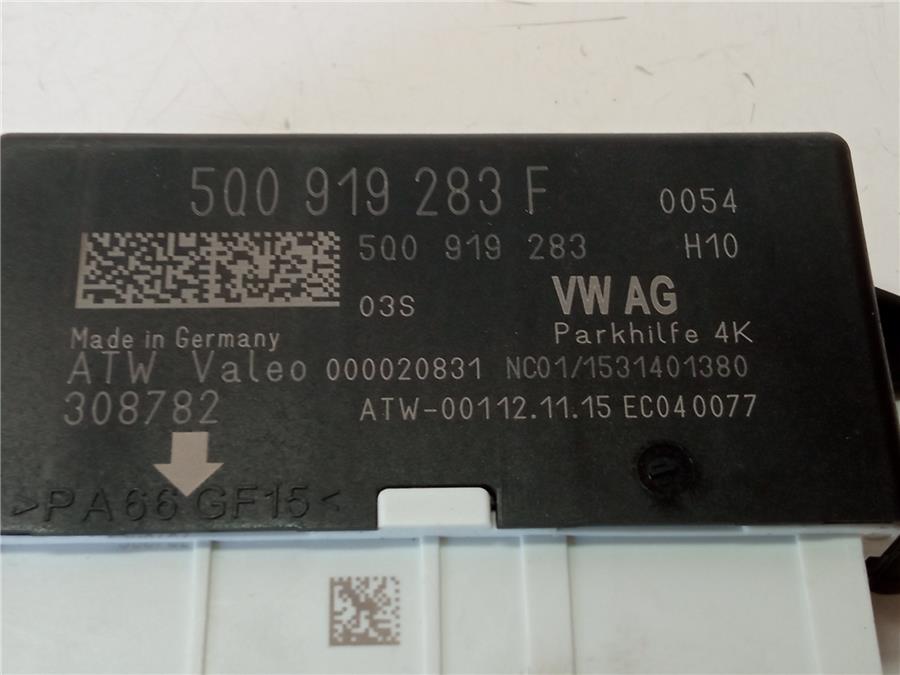 5Q0 919 283 F 0054
5Q0 919 283 H10
03S VW AG
Parkhilfe 4K
Made in Germany
ATW Valeo 000020831 NC01/1531401380
308782 ATW-00112.11.15 EC040077
>PA66 GF15<